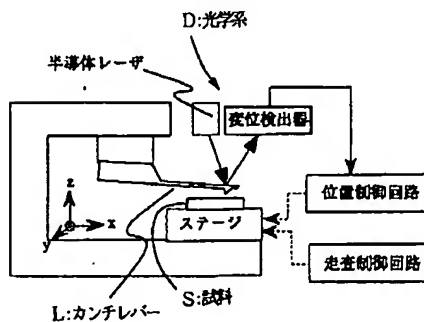 D:光学系
半導体レーザ
変位検出器
z
x
y
ステージ
位置制御回路
走査制御回路
S:試料
L:カンチレバー